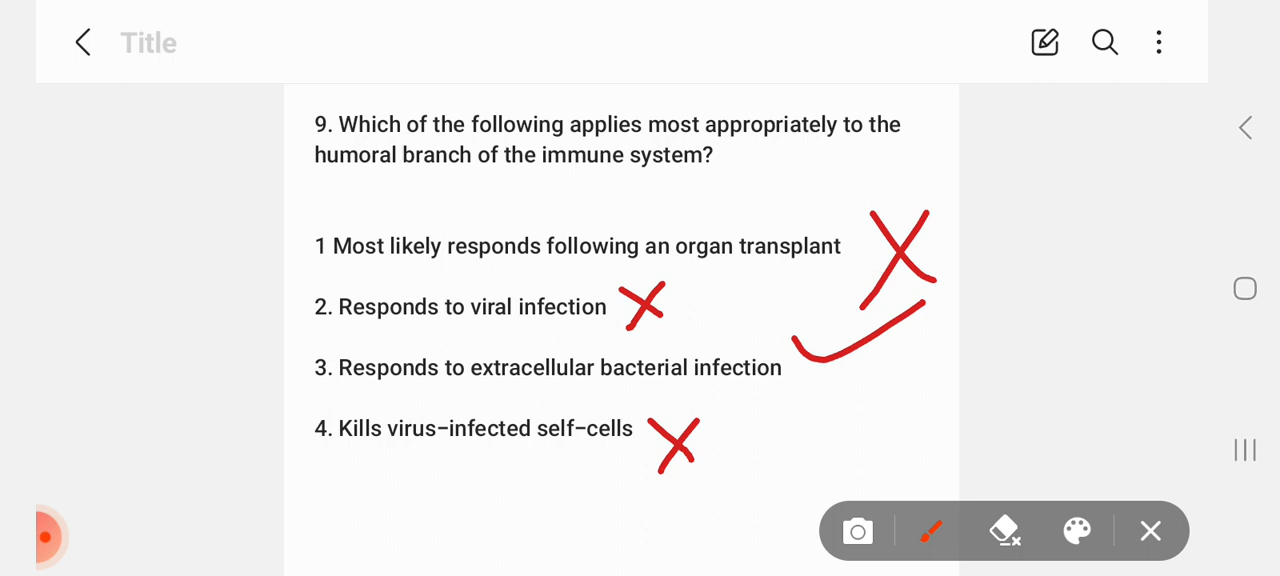 Title
9. Which of the following applies most appropriately to the
humoral branch of the immune system?
1 Most likely responds following an organ transplant
2. Responds to viral infection
3. Responds to extracellular bacterial infection
4. Kills virus-infected self-cells